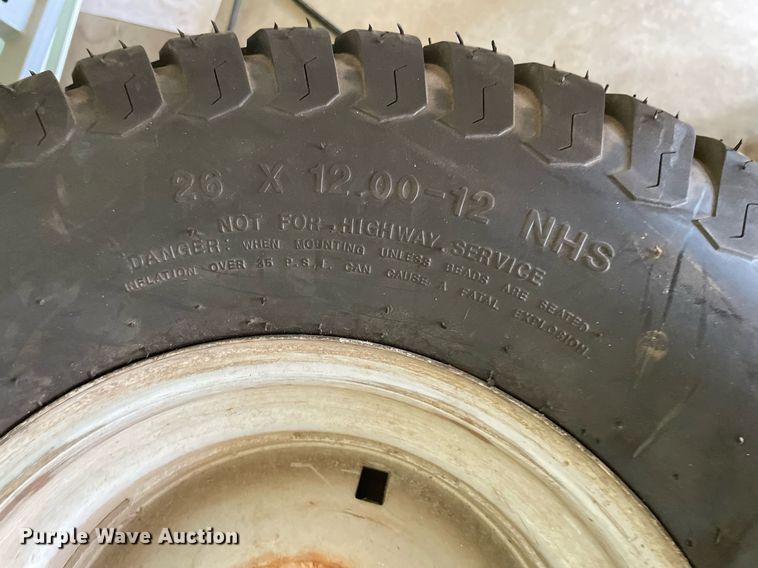 26 X 12.00-12 NHS
NOT FOR HIGHWAY SERVICE
DANGER: WHEN MOUNTING UNLESS BEADS ARE SEATED
INFLATION OVER 35 P.S.I. CAN CAUSE A FATAL EXPLOSION.
Purple Wave Auction®